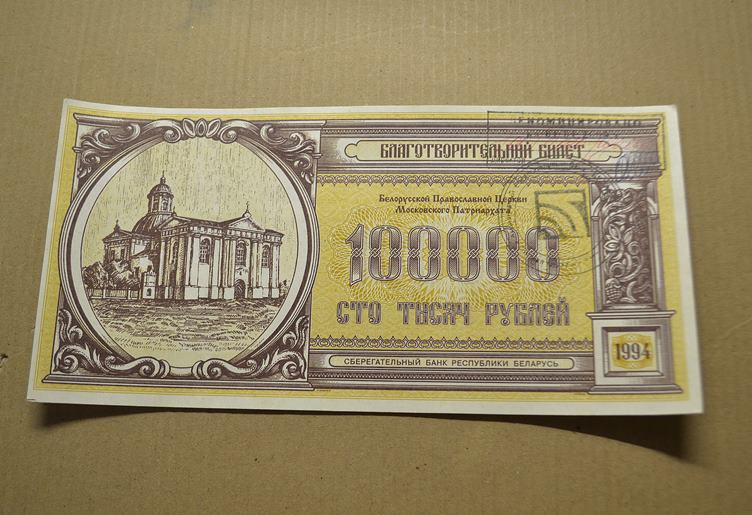 БЛАГОТВОРИТЕЛЬНЫЙ БИЛЕТ
Белорусской Православной Церкви
Московского Патриархата
100000
СТО ТЫСЯЧ РУБЛЕЙ
СБЕРЕГАТЕЛЬНЫЙ БАНК РЕСПУБЛИКИ БЕЛАРУСЬ
1994